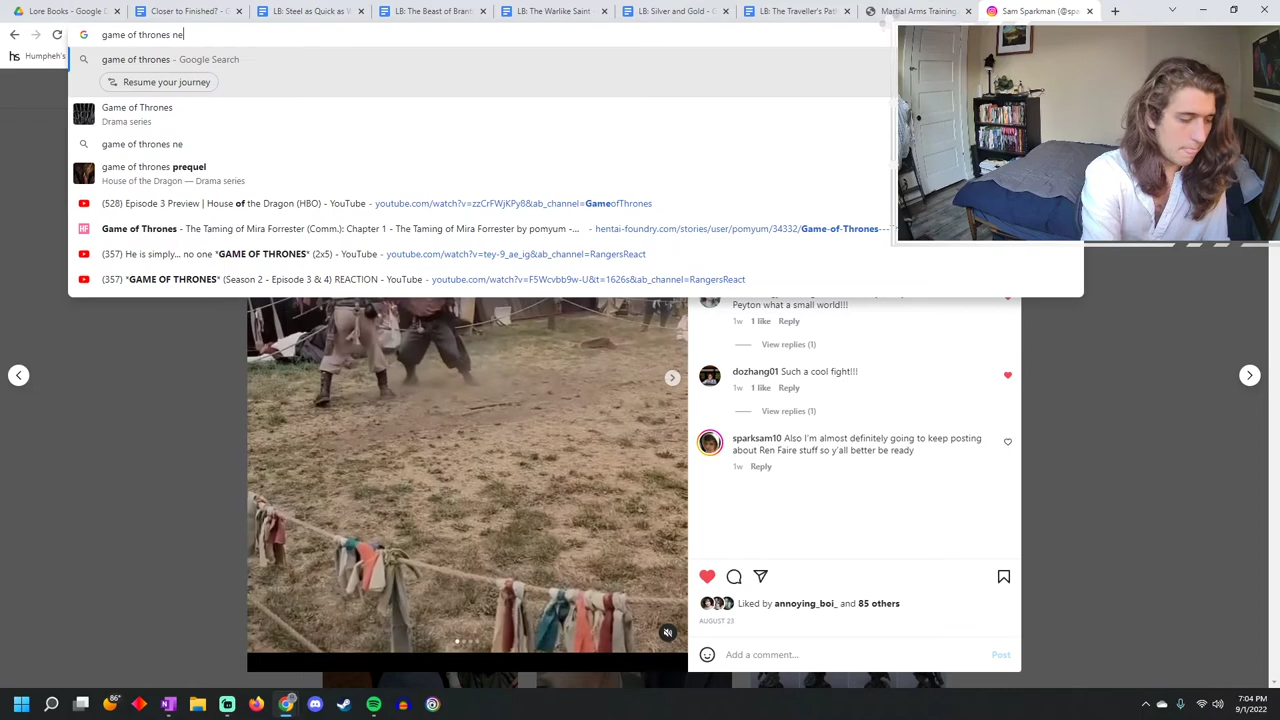 Lore Books - Google D
Closer to Finished? - G
LB: Steel as Quick as W
LB: The Beast of Branti
LB: The Warlike Saint -
LB: Silver and Gold - G
LB: The Annoyeller's Path
Martial Arms Training.
Sam Sparkman (@spa
game of thrones ne
Humpheh's
game of thrones - Google Search
Resume your journey
Game of Thrones
Drama series
game of thrones ne
game of thrones prequel
House of the Dragon — Drama series
(528) Episode 3 Preview | House of the Dragon (HBO) - YouTube - youtube.com/watch?v=zzCrFWjKPy8&ab_channel=GameofThrones
Game of Thrones - The Taming of Mira Forrester (Comm.): Chapter 1 - The Taming of Mira Forrester by pomyum -... - hentai-foundry.com/stories/user/pomyum/34332/Game-of-Thrones---T
(357) He is simply... no one *GAME OF THRONES* (2x5) - YouTube - youtube.com/watch?v=tey-9_ae_ig&ab_channel=RangersReact
(357) *GAME OF THRONES* (Season 2 - Episode 3 & 4) REACTION - YouTube - youtube.com/watch?v=F5Wcvbb9w-U&t=1626s&ab_channel=RangersReact
Peyton what a small world!!!
1w 1 like Reply
View replies (1)
dozhang01 Such a cool fight!!!
1w 1 like Reply
View replies (1)
sparksam10 Also I'm almost definitely going to keep posting
about Ren Faire stuff so y'all better be ready
1w Reply
Liked by annoying_boi_ and 85 others
AUGUST 23
Add a comment...
Post
86°
7:04 PM
9/1/2022